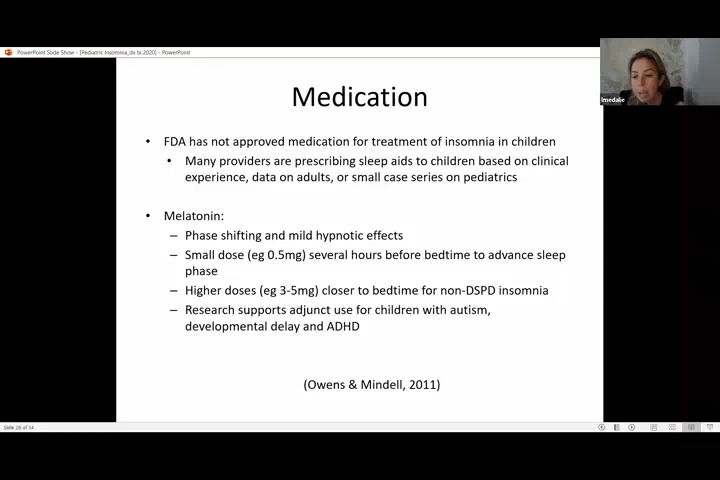 PowerPoint Slide Show - [Pediatric Insomnia_dx tx 2020] - PowerPoint
lmedale
Medication
• FDA has not approved medication for treatment of insomnia in children
• Many providers are prescribing sleep aids to children based on clinical
experience, data on adults, or small case series on pediatrics
• Melatonin:
– Phase shifting and mild hypnotic effects
– Small dose (eg 0.5mg) several hours before bedtime to advance sleep
phase
– Higher doses (eg 3-5mg) closer to bedtime for non-DSPD insomnia
– Research supports adjunct use for children with autism,
developmental delay and ADHD
(Owens & Mindell, 2011)